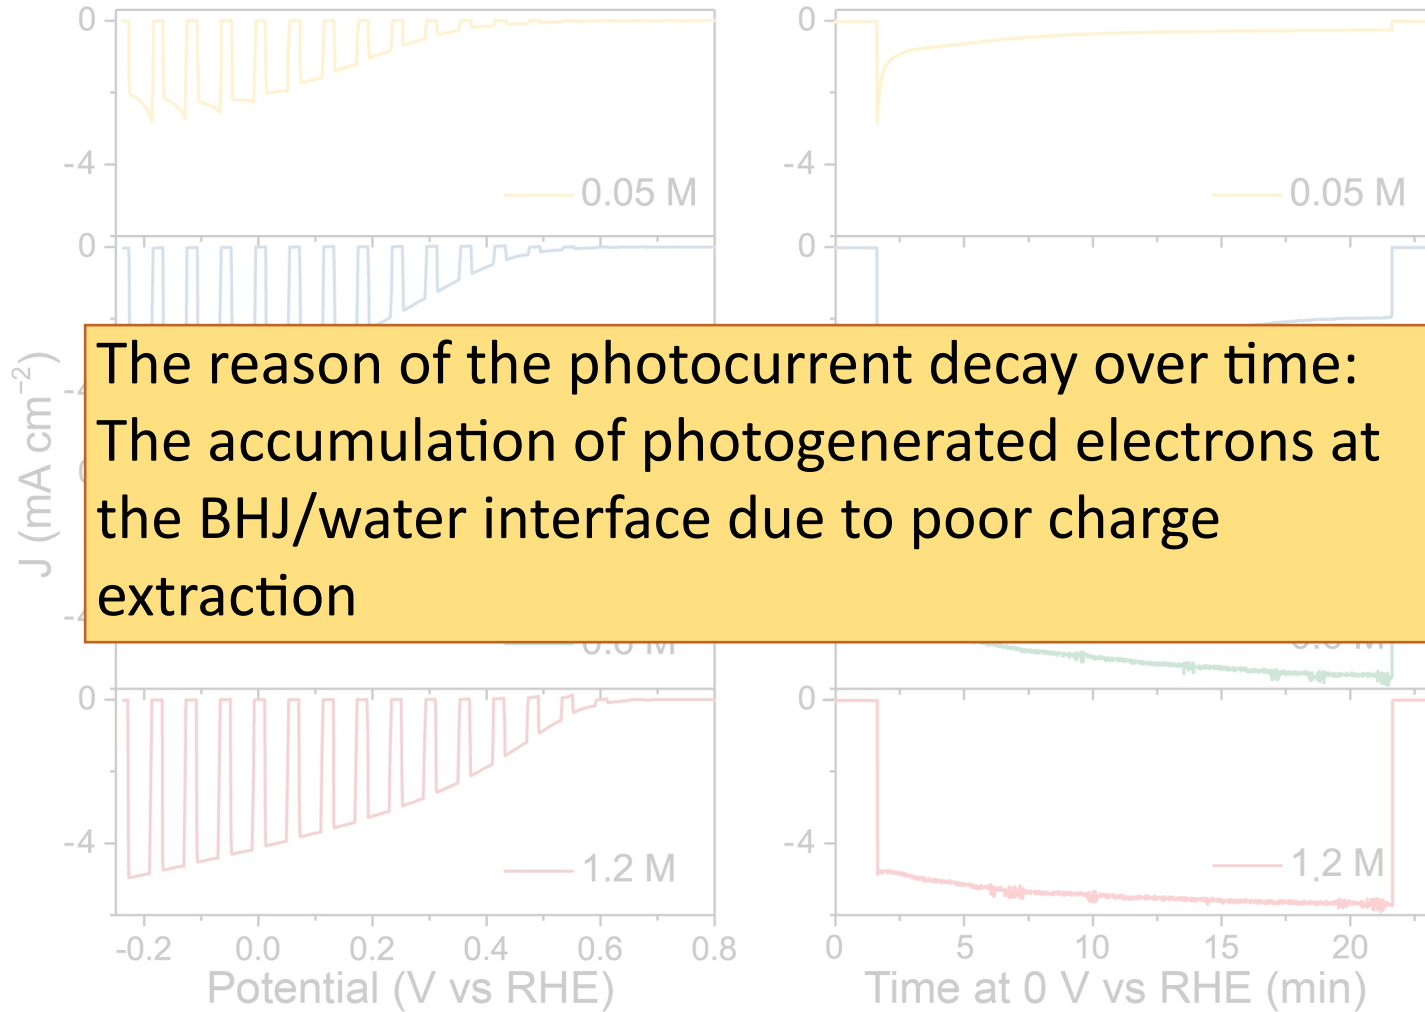 0
-4
0.05 M
0
-4
0.05 M
0
0
J (mA cm⁻²)
The reason of the photocurrent decay over time:
The accumulation of photogenerated electrons at
the BHJ/water interface due to poor charge
extraction
0
-4
1.2 M
0
-4
1.2 M
-0.2 0.0 0.2 0.4 0.6 0.8
0 5 10 15 20
Potential (V vs RHE)
Time at 0 V vs RHE (min)